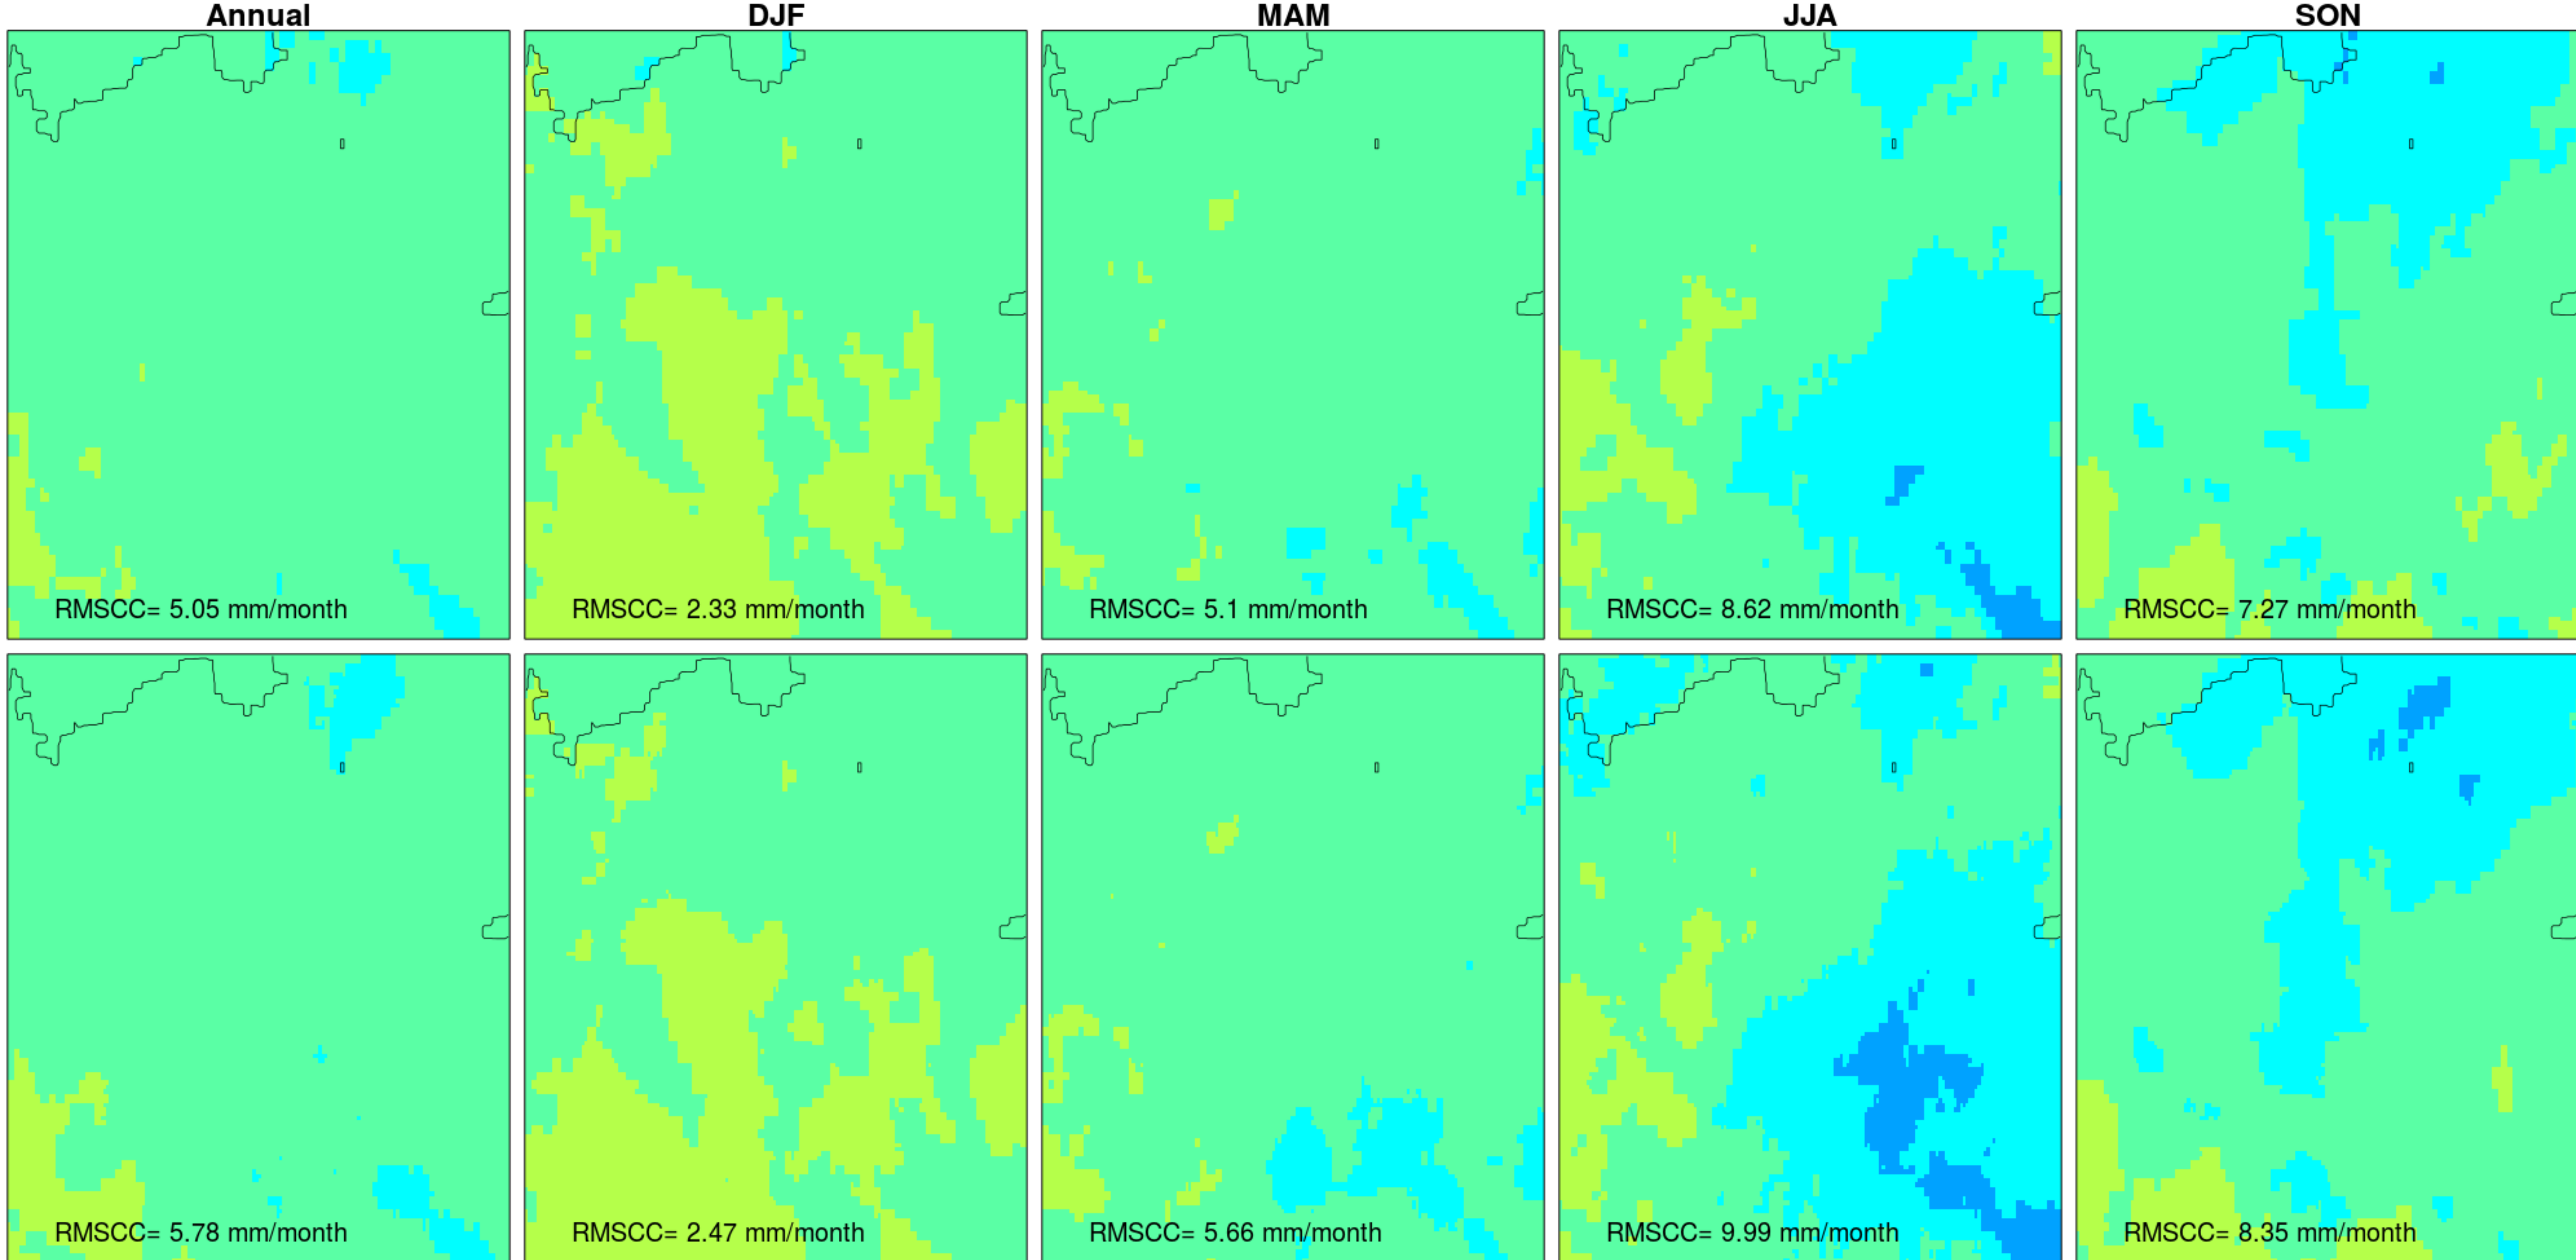 Annual DJF MAM JJA SON
RMSCC= 5.05 mm/month RMSCC= 2.33 mm/month RMSCC= 5.1 mm/month RMSCC= 8.62 mm/month RMSCC= 7.27 mm/month
RMSCC= 5.78 mm/month RMSCC= 2.47 mm/month RMSCC= 5.66 mm/month RMSCC= 9.99 mm/month RMSCC= 8.35 mm/month